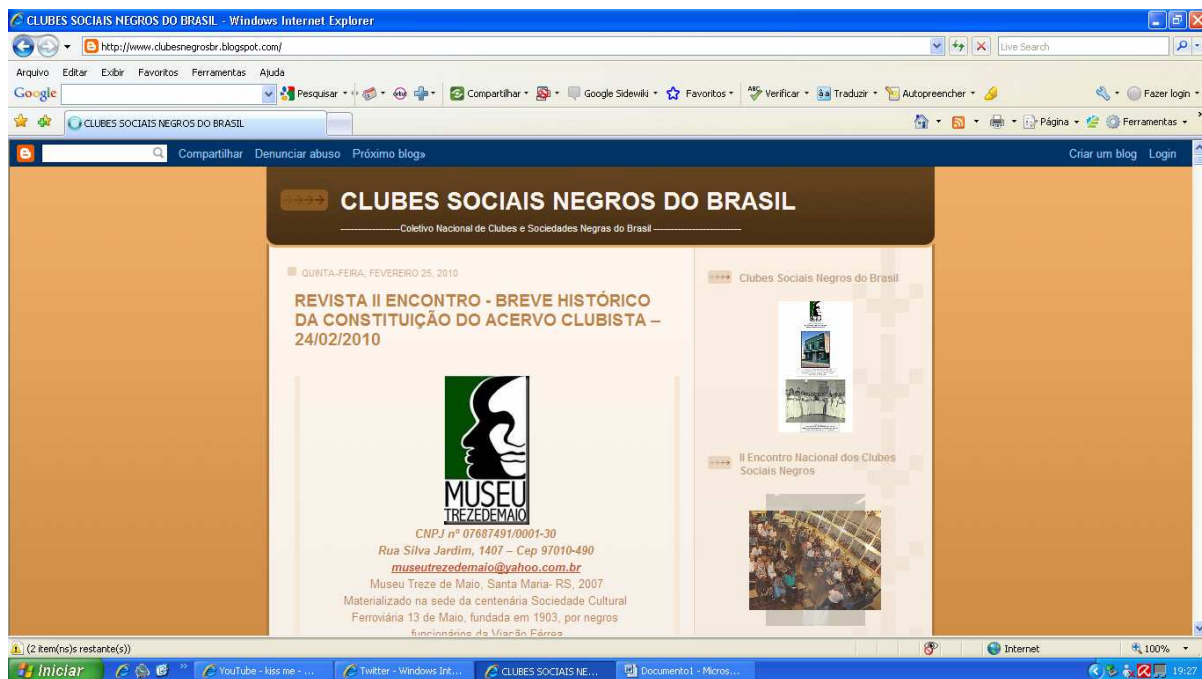 CLUBES SOCIAIS NEGROS DO BRASIL - Windows Internet Explorer
http://www.clubesnegrosbr.blogspot.com/
Live Search
Arquivo Editar Exibir Favoritos Ferramentas Ajuda
Google Pesquisar Compartilhar Google Sidewiki Favoritos Verificar Traduzir Autopreencher Fazer login
CLUBES SOCIAIS NEGROS DO BRASIL
Página Ferramentas
Compartilhar Denunciar abuso Próximo blog» Criar um blog Login
CLUBES SOCIAIS NEGROS DO BRASIL
-----------------Coletivo Nacional de Clubes e Sociedades Negras do Brasil -------------------------
QUINTA-FEIRA, FEVEREIRO 25, 2010
REVISTA II ENCONTRO - BREVE HISTÓRICO
DA CONSTITUIÇÃO DO ACERVO CLUBISTA –
24/02/2010
MUSEU
TREZEDEMAIO
CNPJ nº 07687491/0001-30
Rua Silva Jardim, 1407 – Cep 97010-490
museutrezedemaio@yahoo.com.br
Museu Treze de Maio, Santa Maria- RS, 2007
Materializado na sede da centenária Sociedade Cultural
Ferroviária 13 de Maio, fundada em 1903, por negros
funcionários da Viação Férrea
Clubes Sociais Negros do Brasil
II Encontro Nacional dos Clubes
Sociais Negros
(2 item(ns)s restante(s))
Internet
100%
Iniciar
YouTube - kiss me - ...
Twitter - Windows Int...
CLUBES SOCIAIS NE...
Documento1 - Micros...
19:27